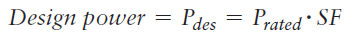 Design power = P_des = P_rated · SF